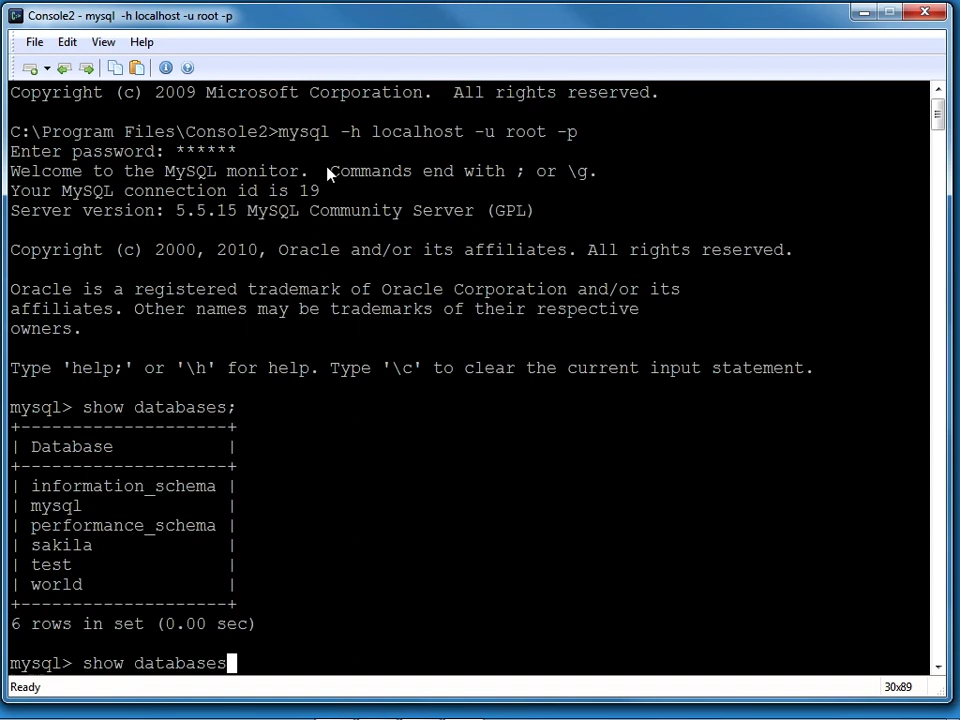 Console2 - mysql -h localhost -u root -p
File Edit View Help
Copyright (c) 2009 Microsoft Corporation.  All rights reserved.
C:\Program Files\Console2>mysql -h localhost -u root -p
Enter password: ******
Welcome to the MySQL monitor.  Commands end with ; or \g.
Your MySQL connection id is 19
Server version: 5.5.15 MySQL Community Server (GPL)
Copyright (c) 2000, 2010, Oracle and/or its affiliates. All rights reserved.
Oracle is a registered trademark of Oracle Corporation and/or its
affiliates. Other names may be trademarks of their respective
owners.
Type 'help;' or '\h' for help. Type '\c' to clear the current input statement.
mysql> show databases;
+--------------------+
| Database           |
+--------------------+
| information_schema |
| mysql              |
| performance_schema |
| sakila             |
| test               |
| world              |
+--------------------+
6 rows in set (0.00 sec)
mysql> show databases
Ready 30x89